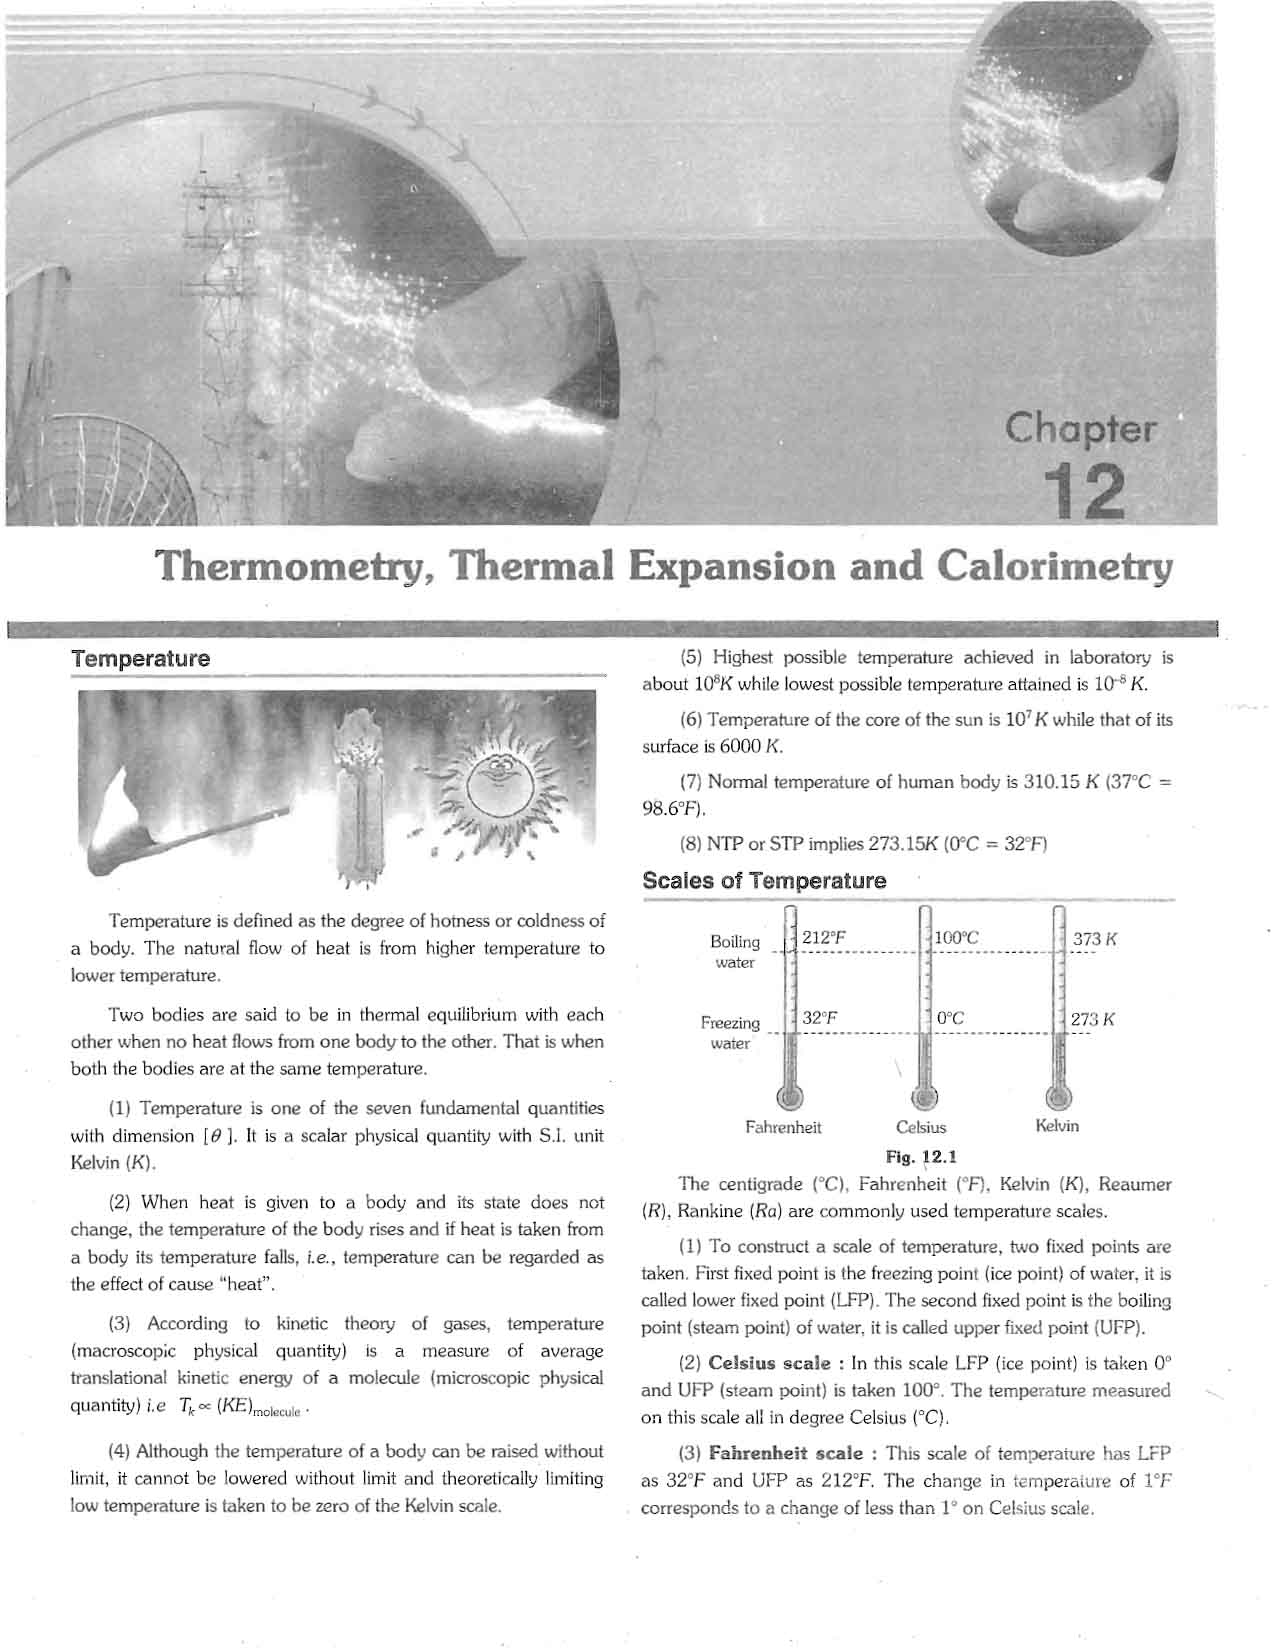 Chapter
12
Thermometry, Thermal Expansion and Calorimetry
Temperature
Temperature is defined as the degree of hotness or coldness of
a body. The natural flow of heat is from higher temperature to
lower temperature.
Two bodies are said to be in thermal equilibrium with each
other when no heat flows from one body to the other. That is when
both the bodies are at the same temperature.
(1) Temperature is one of the seven fundamental quantities
with dimension [θ ]. It is a scalar physical quantity with S.I. unit
Kelvin (K).
(2) When heat is given to a body and its state does not
change, the temperature of the body rises and if heat is taken from
a body its temperature falls, i.e., temperature can be regarded as
the effect of cause “heat”.
(3) According to kinetic theory of gases, temperature
(macroscopic physical quantity) is a measure of average
translational kinetic energy of a molecule (microscopic physical
quantity) i.e Tₖ ∝ (KE)molecule .
(4) Although the temperature of a body can be raised without
limit, it cannot be lowered without limit and theoretically limiting
low temperature is taken to be zero of the Kelvin scale.
(5) Highest possible temperature achieved in laboratory is
about 10⁸K while lowest possible temperature attained is 10⁻⁸ K.
(6) Temperature of the core of the sun is 10⁷ K while that of its
surface is 6000 K.
(7) Normal temperature of human body is 310.15 K (37°C =
98.6°F).
(8) NTP or STP implies 273.15K (0°C = 32°F)
Scales of Temperature
Boiling
water
212°F
100°C
373 K
Freezing
water
32°F
0°C
273 K
Fahrenheit
Celsius
Kelvin
Fig. 12.1
The centigrade (°C), Fahrenheit (°F), Kelvin (K), Reaumer
(R), Rankine (Ra) are commonly used temperature scales.
(1) To construct a scale of temperature, two fixed points are
taken. First fixed point is the freezing point (ice point) of water, it is
called lower fixed point (LFP). The second fixed point is the boiling
point (steam point) of water, it is called upper fixed point (UFP).
(2) Celsius scale : In this scale LFP (ice point) is taken 0°
and UFP (steam point) is taken 100°. The temperature measured
on this scale all in degree Celsius (°C).
(3) Fahrenheit scale : This scale of temperature has LFP
as 32°F and UFP as 212°F. The change in temperature of 1°F
corresponds to a change of less than 1° on Celsius scale.